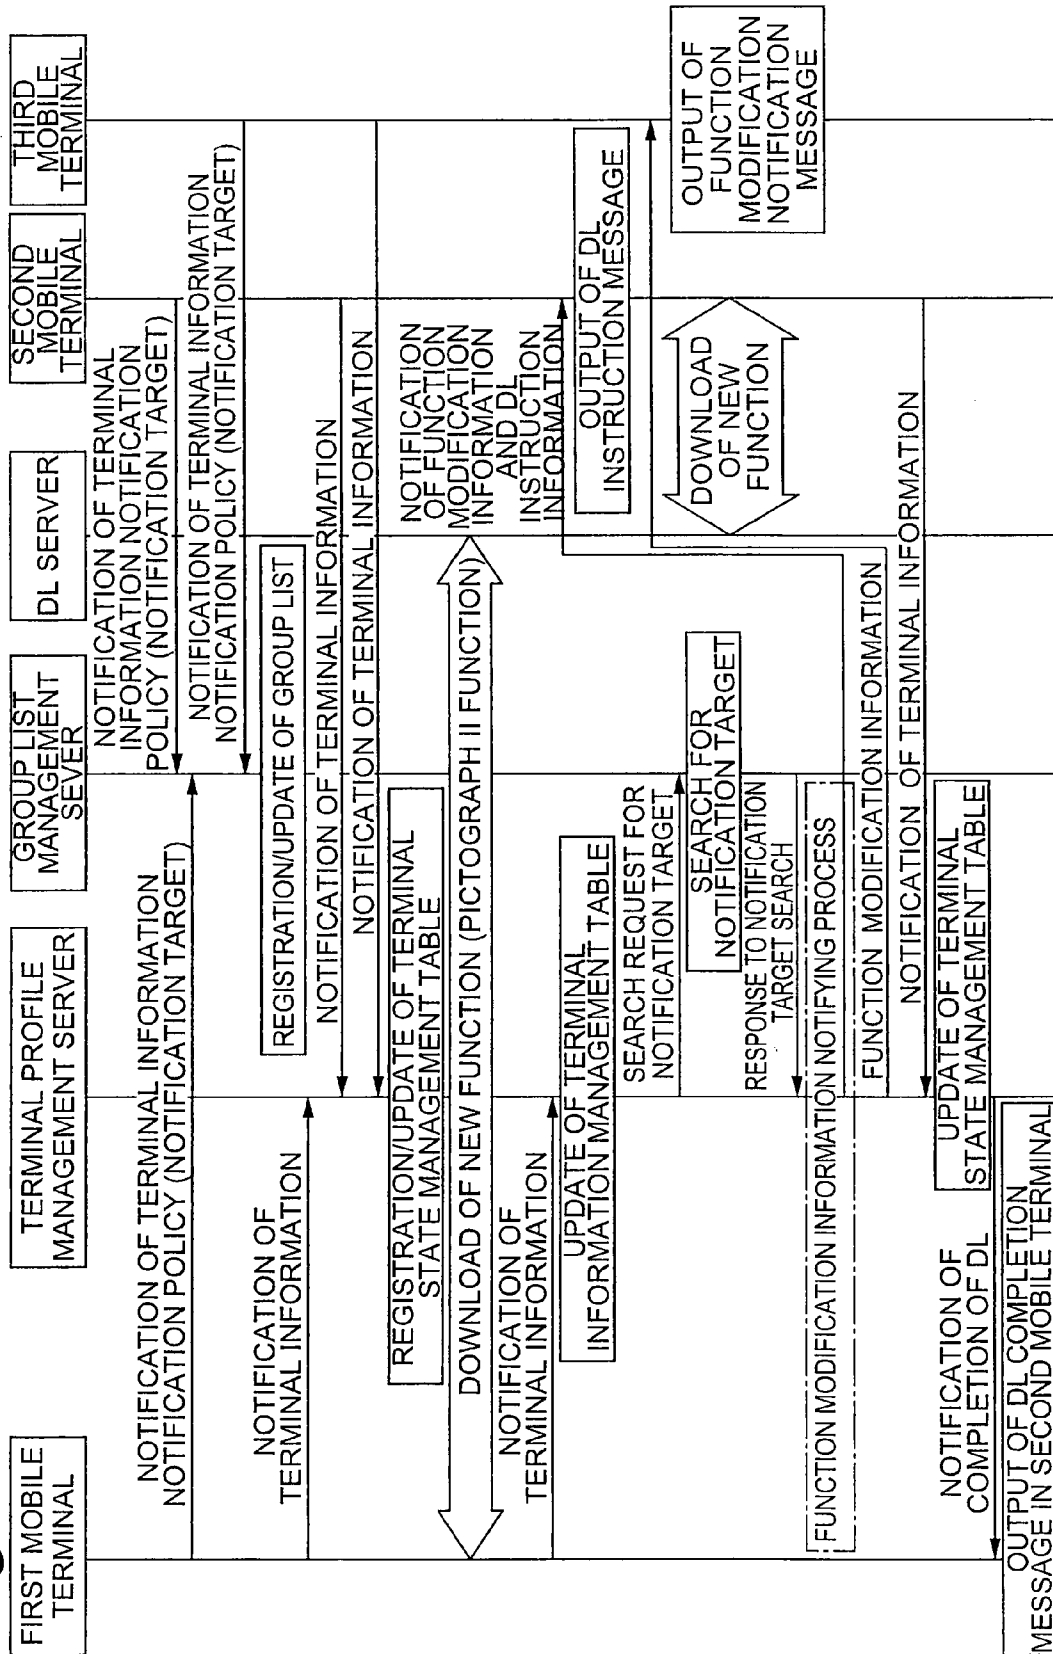 FIRST MOBILE
TERMINAL
TERMINAL PROFILE
MANAGEMENT SERVER
GROUP LIST
MANAGEMENT
SEVER
DL SERVER
SECOND
MOBILE
TERMINAL
THIRD
MOBILE
TERMINAL
NOTIFICATION OF TERMINAL
INFORMATION NOTIFICATION
POLICY (NOTIFICATION TARGET)
NOTIFICATION OF TERMINAL INFORMATION
NOTIFICATION POLICY (NOTIFICATION TARGET)
NOTIFICATION OF TERMINAL INFORMATION
NOTIFICATION POLICY (NOTIFICATION TARGET)
REGISTRATION/UPDATE OF GROUP LIST
NOTIFICATION OF
TERMINAL INFORMATION
NOTIFICATION OF TERMINAL INFORMATION
NOTIFICATION OF TERMINAL INFORMATION
REGISTRATION/UPDATE OF TERMINAL
STATE MANAGEMENT TABLE
DOWNLOAD OF NEW FUNCTION (PICTOGRAPH II FUNCTION)
NOTIFICATION OF
TERMINAL INFORMATION
UPDATE OF TERMINAL
INFORMATION MANAGEMENT TABLE
SEARCH REQUEST FOR
NOTIFICATION TARGET
SEARCH FOR
NOTIFICATION TARGET
RESPONSE TO NOTIFICATION
TARGET SEARCH
FUNCTION MODIFICATION INFORMATION NOTIFYING PROCESS
NOTIFICATION
OF FUNCTION
MODIFICATION
INFORMATION
AND DL
INSTRUCTION
INFORMATION
OUTPUT OF DL
INSTRUCTION MESSAGE
FUNCTION MODIFICATION INFORMATION
OUTPUT OF
FUNCTION
MODIFICATION
NOTIFICATION
MESSAGE
DOWNLOAD
OF NEW
FUNCTION
NOTIFICATION OF TERMINAL INFORMATION
UPDATE OF TERMINAL
STATE MANAGEMENT TABLE
NOTIFICATION OF
COMPLETION OF DL
OUTPUT OF DL COMPLETION
MESSAGE IN SECOND MOBILE TERMINAL